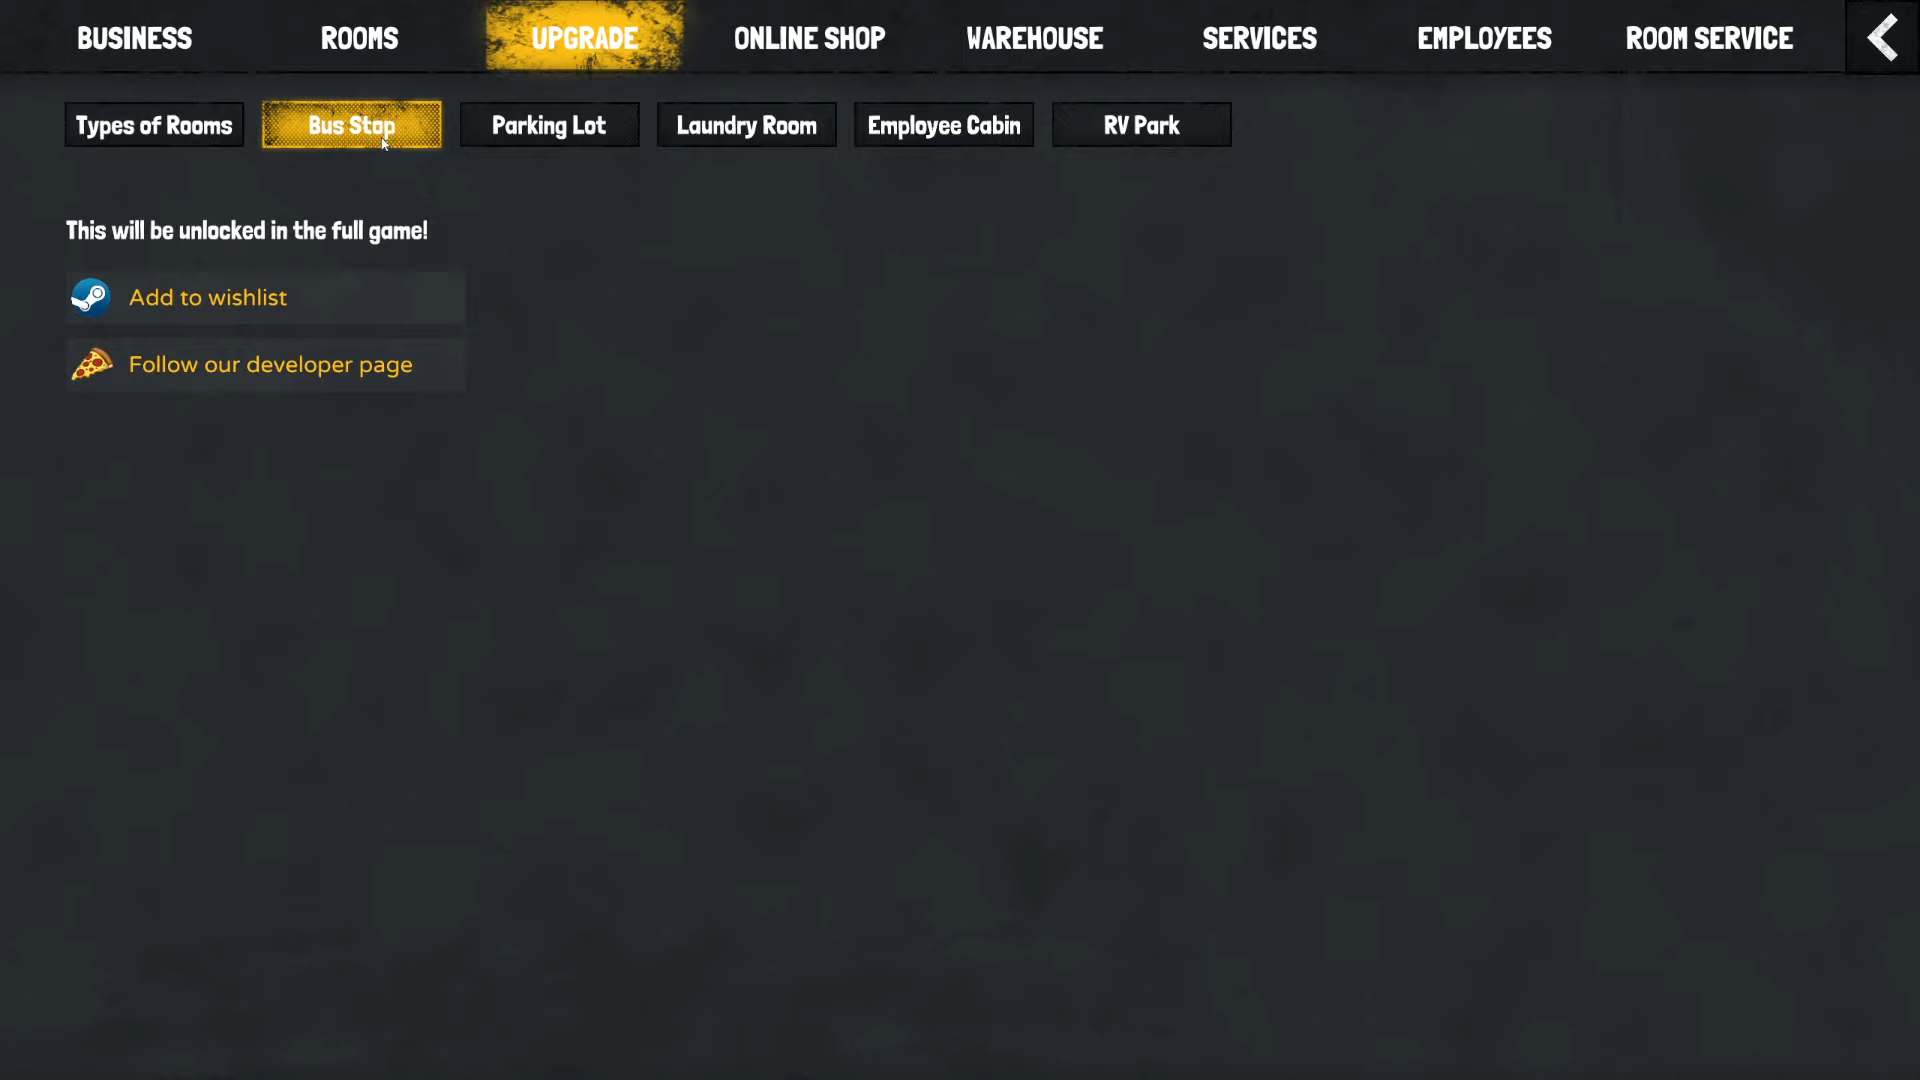 BUSINESS ROOMS UPGRADE ONLINE SHOP WAREHOUSE SERVICES EMPLOYEES ROOM SERVICE
Types of Rooms Bus Stop Parking Lot Laundry Room Employee Cabin RV Park
This will be unlocked in the full game!
Add to wishlist
Follow our developer page